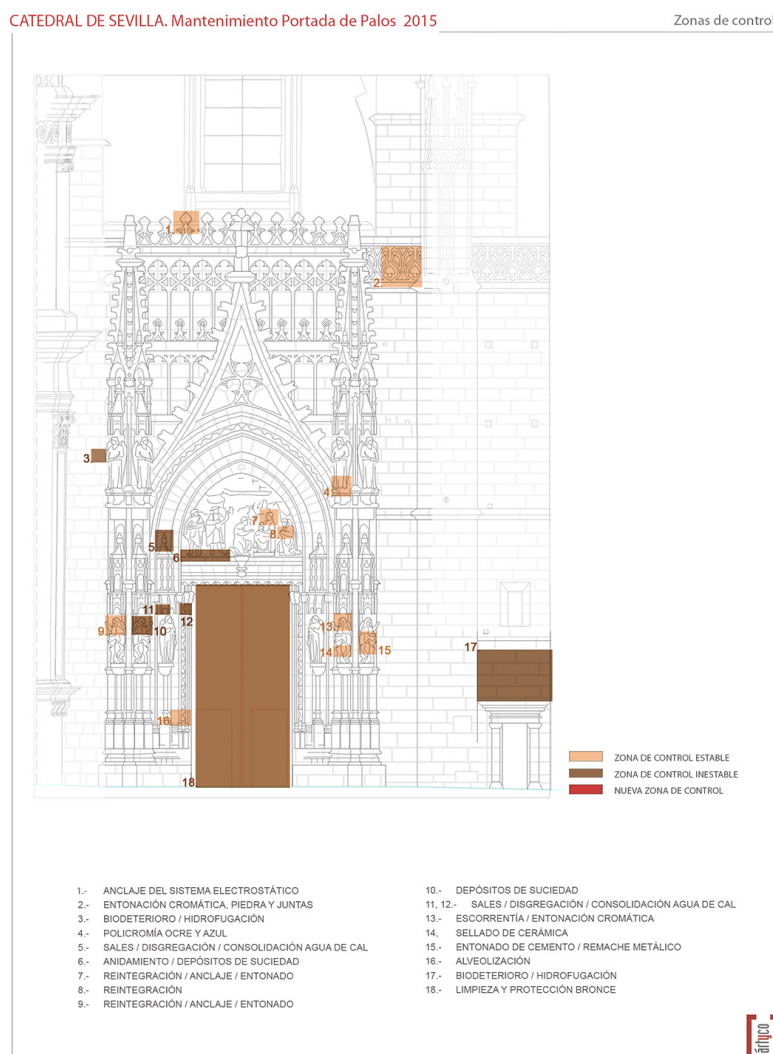 CATEDRAL DE SEVILLA. Mantenimiento Portada de Palos 2015
Zonas de control
1.
2.
3.
4.
7.
8.
5.
6.
11.
12
13.
9.
10
15
14.
17
16.
18.
ZONA DE CONTROL ESTABLE
ZONA DE CONTROL INESTABLE
NUEVA ZONA DE CONTROL
1.- ANCLAJE DEL SISTEMA ELECTROSTÁTICO
2.- ENTONACIÓN CROMÁTICA, PIEDRA Y JUNTAS
3.- BIODETERIORO / HIDROFUGACIÓN
4.- POLICROMÍA OCRE Y AZUL
5.- SALES / DISGREGACIÓN / CONSOLIDACIÓN AGUA DE CAL
6.- ANIDAMIENTO / DEPÓSITOS DE SUCIEDAD
7.- REINTEGRACIÓN / ANCLAJE / ENTONADO
8.- REINTEGRACIÓN
9.- REINTEGRACIÓN / ANCLAJE / ENTONADO
10.- DEPÓSITOS DE SUCIEDAD
11, 12.- SALES / DISGREGACIÓN / CONSOLIDACIÓN AGUA DE CAL
13.- ESCORRENTÍA / ENTONACIÓN CROMÁTICA
14, SELLADO DE CERÁMICA
15.- ENTONADO DE CEMENTO / REMACHE METÁLICO
16.- ALVEOLIZACIÓN
17.- BIODETERIORO / HIDROFUGACIÓN
18.- LIMPIEZA Y PROTECCIÓN BRONCE
ártyco